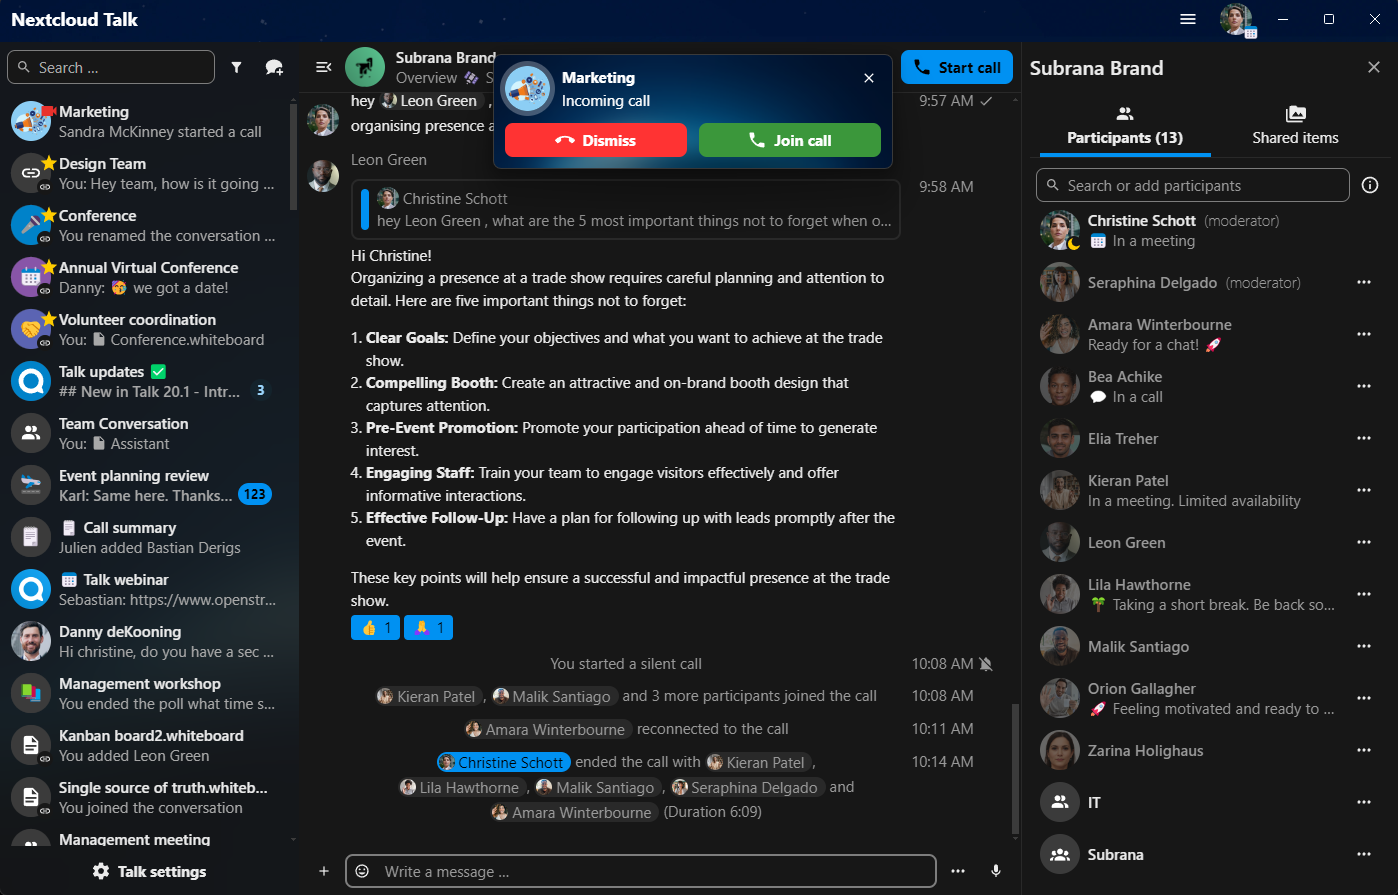 Nextcloud Talk
Search ...
Marketing
Sandra McKinney started a call
Design Team
You: Hey team, how is it going ...
Conference
You renamed the conversation ...
Annual Virtual Conference
Danny: 🥳 we got a date!
Volunteer coordination
You: Conference.whiteboard
Talk updates ✅
## New in Talk 20.1 - Intr...
3
Team Conversation
You: Assistant
Event planning review
Karl: Same here. Thanks...
123
Call summary
Julien added Bastian Derigs
Talk webinar
Sebastian: https://www.openstr...
Danny deKooning
Hi christine, do you have a sec ...
Management workshop
You ended the poll what time s...
Kanban board2.whiteboard
You added Leon Green
Single source of truth.whiteb...
You joined the conversation
Management meeting
Talk settings
Subrana Brand
Overview
Start call
Marketing
Incoming call
Dismiss
Join call
hey Leon Green ,
9:57 AM
organising presence a
Leon Green
9:58 AM
Christine Schott
hey Leon Green , what are the 5 most important things not to forget when o...
Hi Christine!
Organizing a presence at a trade show requires careful planning and attention to
detail. Here are five important things not to forget:
1. Clear Goals: Define your objectives and what you want to achieve at the trade
show.
2. Compelling Booth: Create an attractive and on-brand booth design that
captures attention.
3. Pre-Event Promotion: Promote your participation ahead of time to generate
interest.
4. Engaging Staff: Train your team to engage visitors effectively and offer
informative interactions.
5. Effective Follow-Up: Have a plan for following up with leads promptly after the
event.
These key points will help ensure a successful and impactful presence at the trade
show.
👍 1 🙏 1
You started a silent call 10:08 AM
Kieran Patel , Malik Santiago and 3 more participants joined the call 10:08 AM
Amara Winterbourne reconnected to the call 10:11 AM
Christine Schott ended the call with Kieran Patel , 10:14 AM
Lila Hawthorne , Malik Santiago , Seraphina Delgado and
Amara Winterbourne (Duration 6:09)
Write a message ...
Subrana Brand
Participants (13)
Shared items
Search or add participants
Christine Schott (moderator)
In a meeting
Seraphina Delgado (moderator)
Amara Winterbourne
Ready for a chat! 🚀
Bea Achike
💬 In a call
Elia Treher
Kieran Patel
In a meeting. Limited availability
Leon Green
Lila Hawthorne
🌴 Taking a short break. Be back so...
Malik Santiago
Orion Gallagher
🚀 Feeling motivated and ready to ...
Zarina Holighaus
IT
Subrana